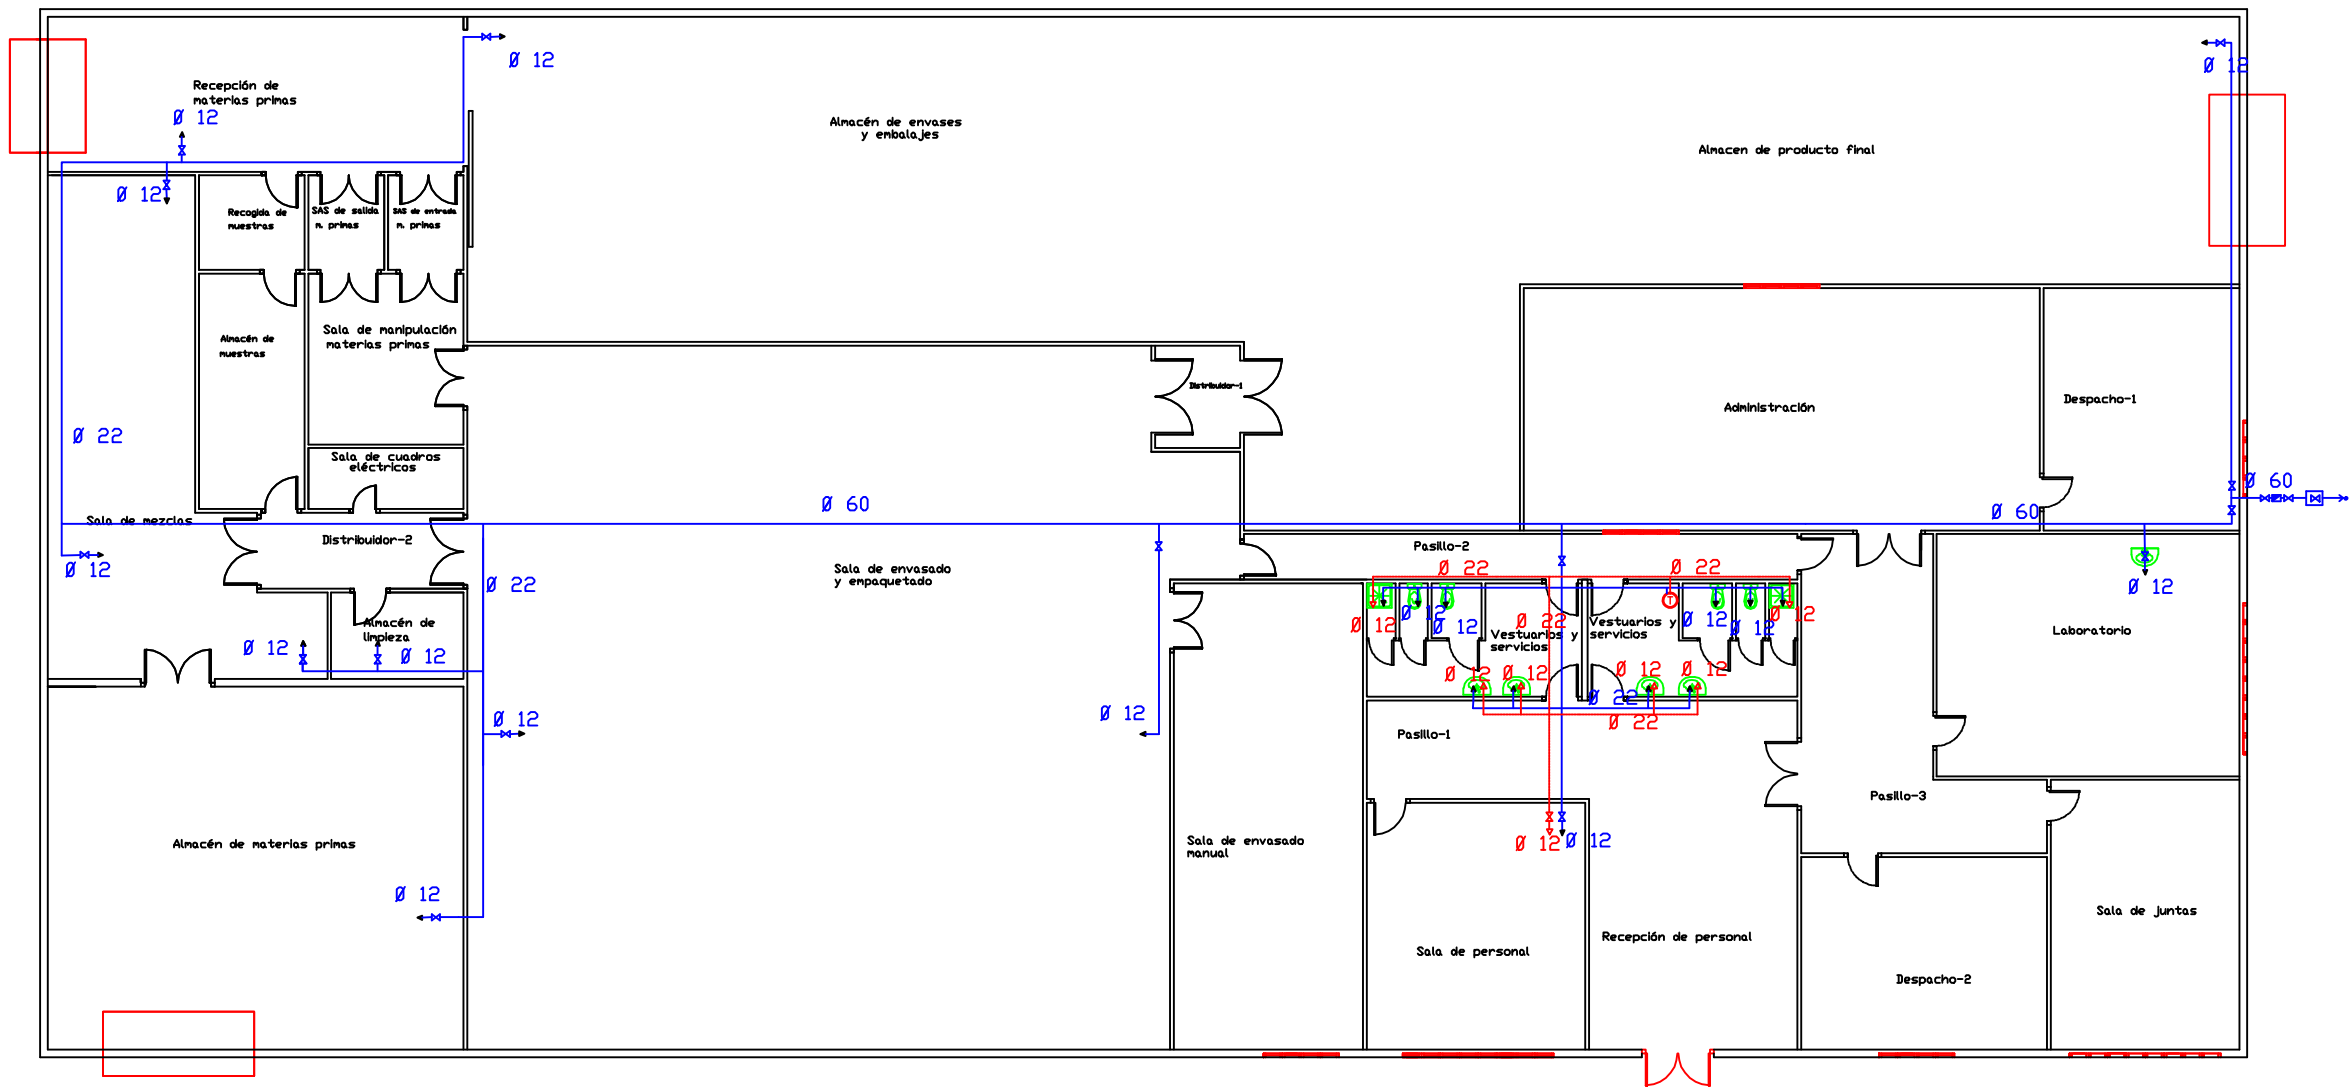 Ø 12
Ø 12
Recepción de
materias primas
Ø 12
Almacén de envases
y embalajes
Almacen de producto final
Ø 12
Recogida de
muestras
SAS de salida
m. primas
SAS de entrada
m. primas
Sala de manipulación
materias primas
Almacén de
muestras
Distribuidor-1
Administración
Despacho-1
Ø 22
Sala de cuadros
eléctricos
Ø 60
Ø 60
Ø 60
Sala de mezclas
Distribuidor-2
Pasillo-2
Ø 12
Sala de envasado
y empaquetado
Ø 22
Ø 22
Ø 22
Ø 12
Almacén de
limpieza
Ø 12
Ø 12
Ø 12
Ø 12
Ø 22
Vestuarios y
servicios
Vestuarios y
servicios
Ø 12
Ø 12
Ø 12
Laboratorio
Ø 12
Ø 12
Ø 12
Ø 12
Ø 12
Ø 12
Ø 22
Ø 22
Ø 12
Ø 12
Pasillo-1
Pasillo-3
Almacén de materias primas
Sala de envasado
manual
Ø 12
Ø 12
Ø 12
Sala de juntas
Sala de personal
Recepción de personal
Despacho-2
T